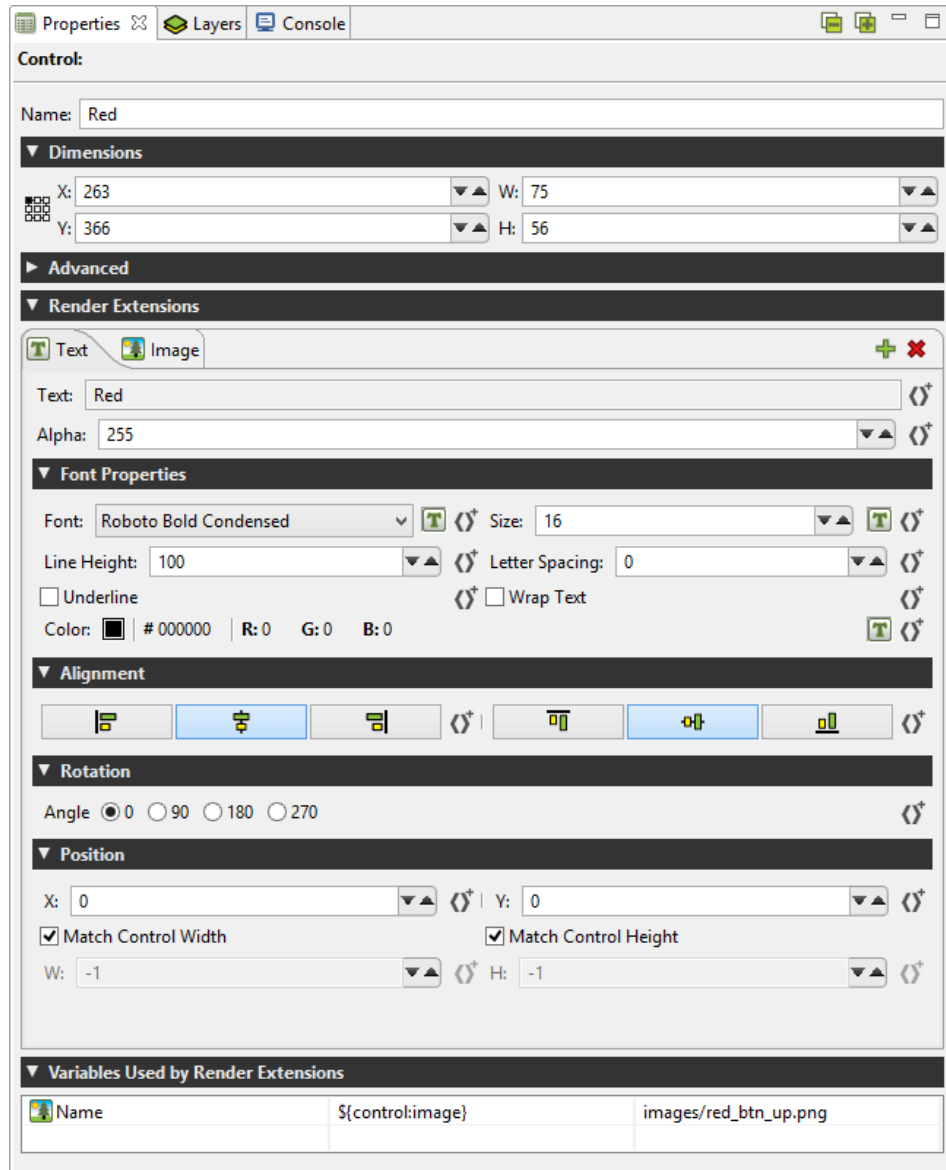 Properties Layers Console
Control:
Name: Red
Dimensions
X: 263 W: 75
Y: 366 H: 56
Advanced
Render Extensions
Text Image
Text: Red
Alpha: 255
Font Properties
Font: Roboto Bold Condensed Size: 16
Line Height: 100 Letter Spacing: 0
Underline Wrap Text
Color: # 000000 R: 0 G: 0 B: 0
Alignment
Rotation
Angle 0 90 180 270
Position
X: 0 Y: 0
Match Control Width Match Control Height
W: -1 H: -1
Variables Used by Render Extensions
Name ${control:image} images/red_btn_up.png